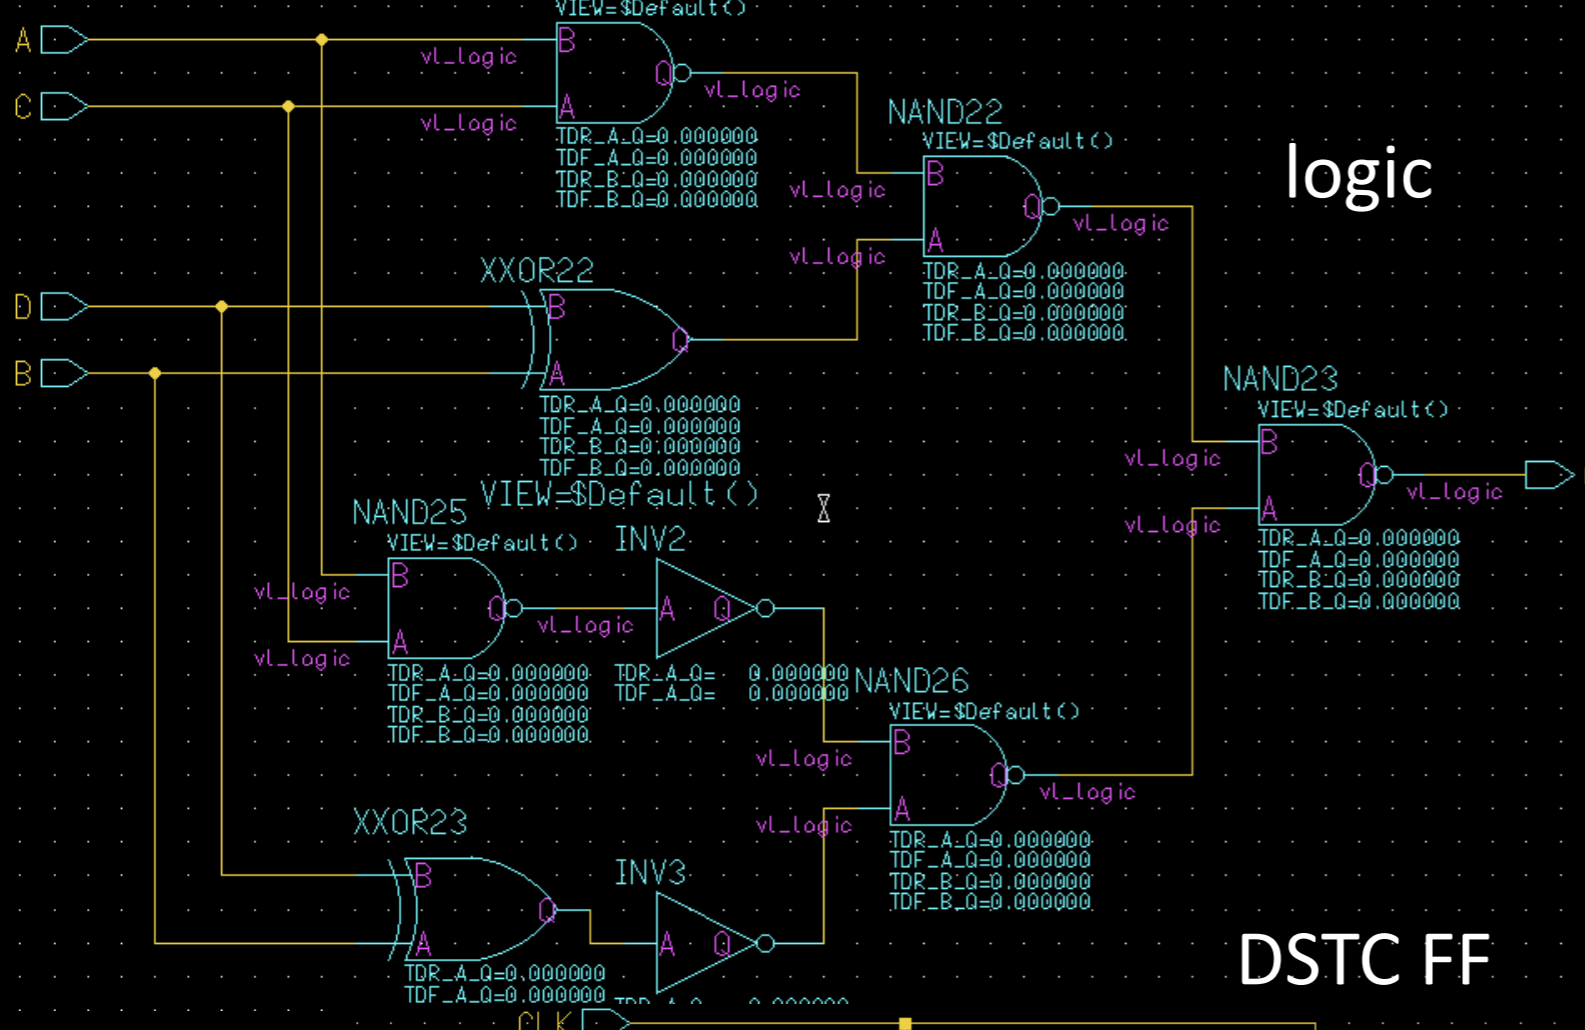 VIEW=$Default()
A
B
vl_logic
Q
vl_logic
C
A
vl_logic
TDR_A_Q=0.000000
TDF_A_Q=0.000000
TDR_B_Q=0.000000
TDF_B_Q=0.000000
NAND22
VIEW=$Default()
logic
B
vl_logic
Q
vl_logic
A
vl_logic
TDR_A_Q=0.000000
TDF_A_Q=0.000000
TDR_B_Q=0.000000
TDF_B_Q=0.000000
XXOR22
D
B
Q
B
A
TDR_A_Q=0.000000
TDF_A_Q=0.000000
TDR_B_Q=0.000000
TDF_B_Q=0.000000
VIEW=$Default()
NAND23
VIEW=$Default()
B
vl_logic
Q
vl_logic
A
vl_logic
TDR_A_Q=0.000000
TDF_A_Q=0.000000
TDR_B_Q=0.000000
TDF_B_Q=0.000000
NAND25
VIEW=$Default()
B
vl_logic
Q
vl_logic
A
vl_logic
TDR_A_Q=0.000000
TDF_A_Q=0.000000
TDR_B_Q=0.000000
TDF_B_Q=0.000000
INV2
A Q
TDR_A_Q= 0.000000
TDF_A_Q= 0.000000
NAND26
VIEW=$Default()
B
vl_logic
Q
vl_logic
A
vl_logic
TDR_A_Q=0.000000
TDF_A_Q=0.000000
TDR_B_Q=0.000000
TDF_B_Q=0.000000
XXOR23
B
Q
A
TDR_A_Q=0.000000
TDF_A_Q=0.000000
INV3
A Q
DSTC FF
CLK